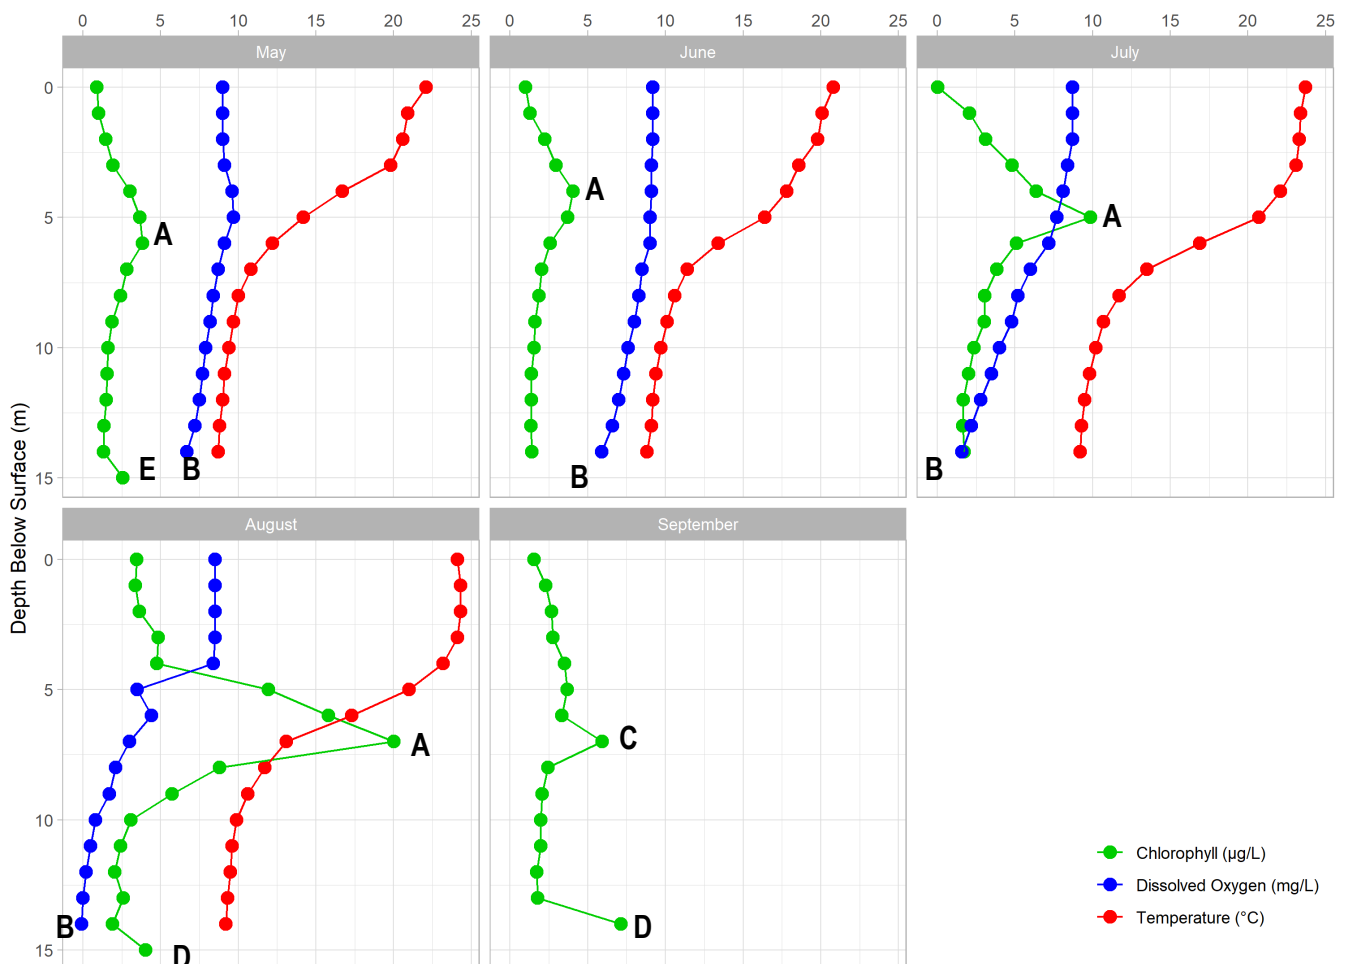 0 5 10 15 20 25 0 5 10 15 20 25 0 5 10 15 20 25
May June July
0
5
10
15
A
E B
A
B
A
B
Depth Below Surface (m)
August September
0
5
10
15
A
B
D
C
D
Chlorophyll (µg/L)
Dissolved Oxygen (mg/L)
Temperature (°C)